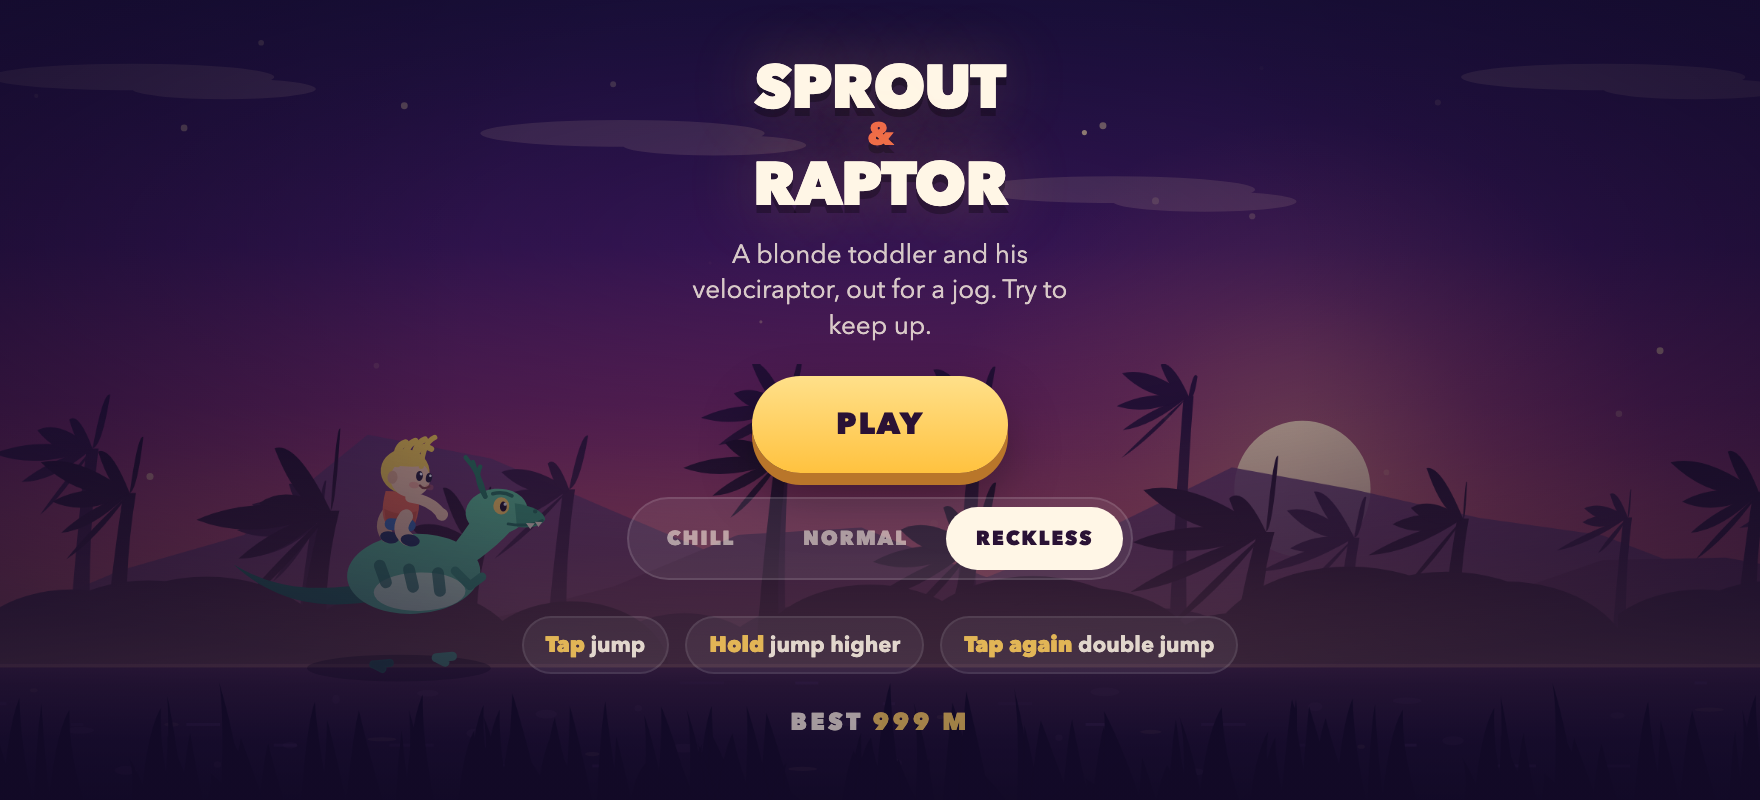 SPROUT
&
RAPTOR
A blonde toddler and his
velociraptor, out for a jog. Try to
keep up.
PLAY
CHILL NORMAL RECKLESS
Tap jump Hold jump higher Tap again double jump
BEST 999 M